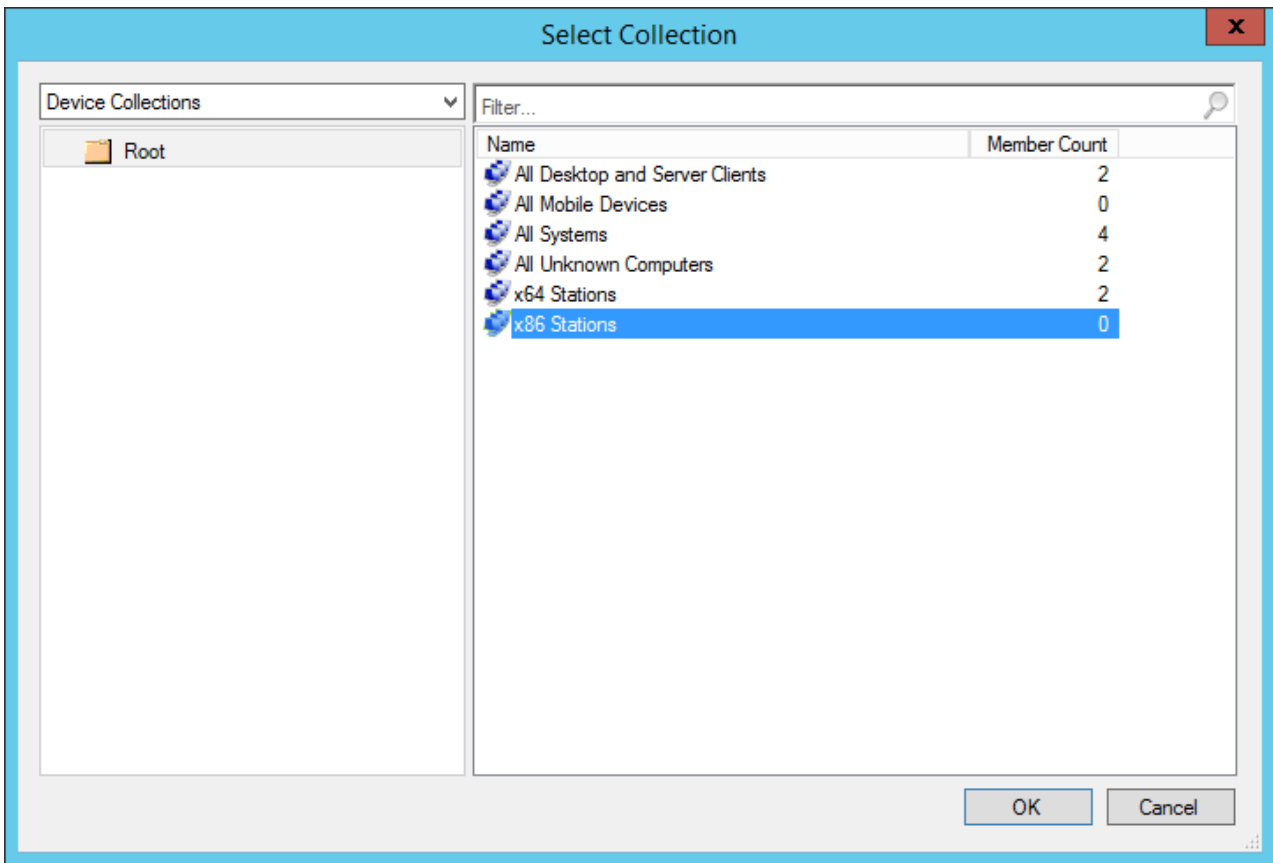 Select Collection
x
Device Collections
Filter...
Root
Name Member Count
All Desktop and Server Clients 2
All Mobile Devices 0
All Systems 4
All Unknown Computers 2
x64 Stations 2
x86 Stations 0
OK Cancel